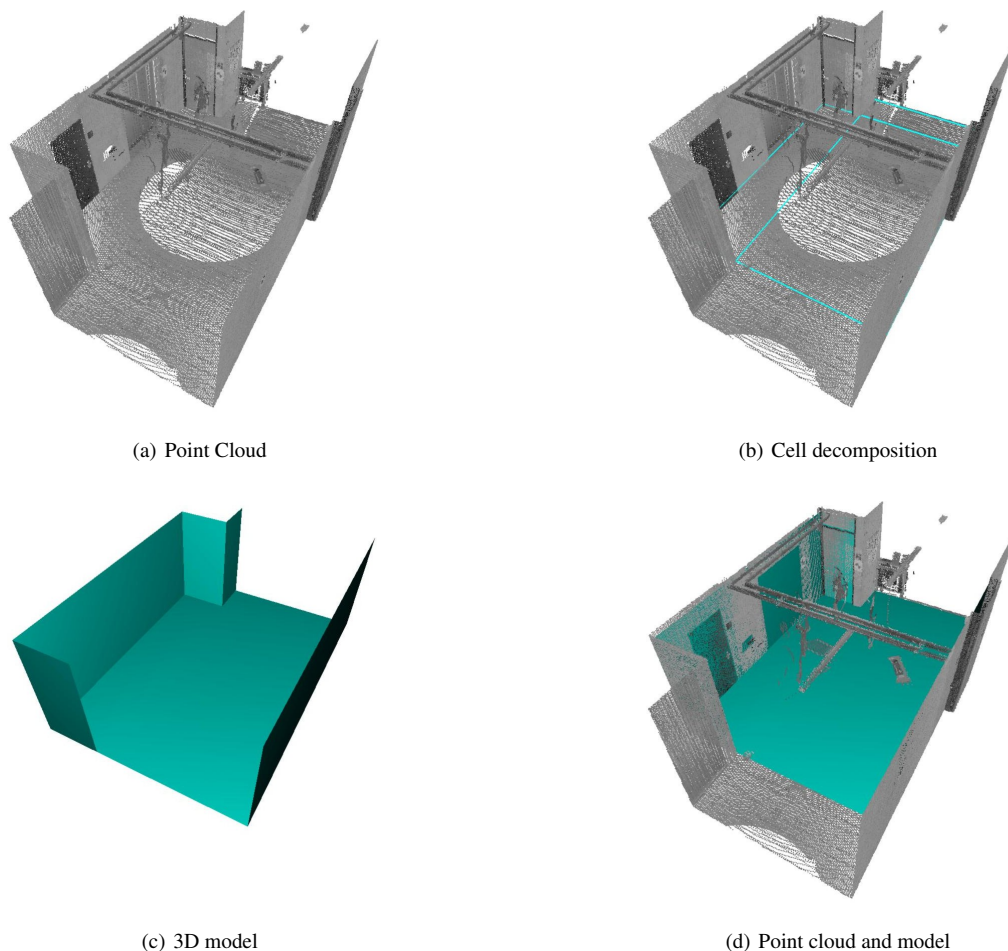 (a) Point Cloud
(b) Cell decomposition
(c) 3D model
(d) Point cloud and model